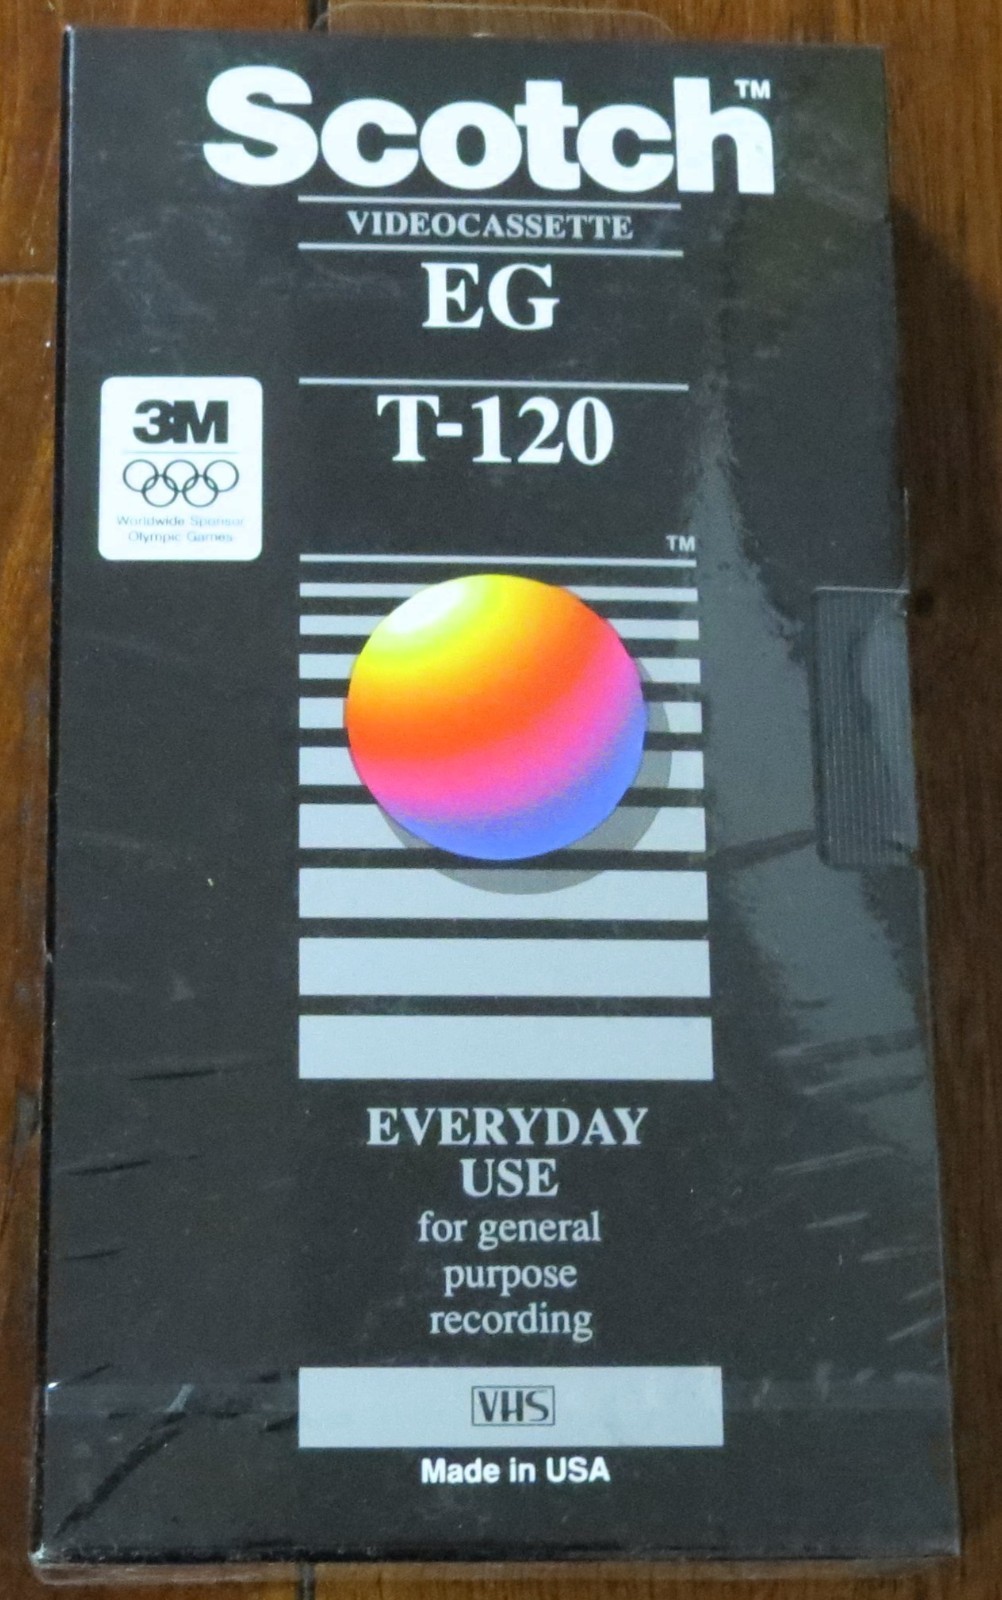 Scotch™
VIDEOCASSETTE
EG
T-120
3M
Worldwide Sponsor
Olympic Games
TM
EVERYDAY
USE
for general
purpose
recording
VHS
Made in USA